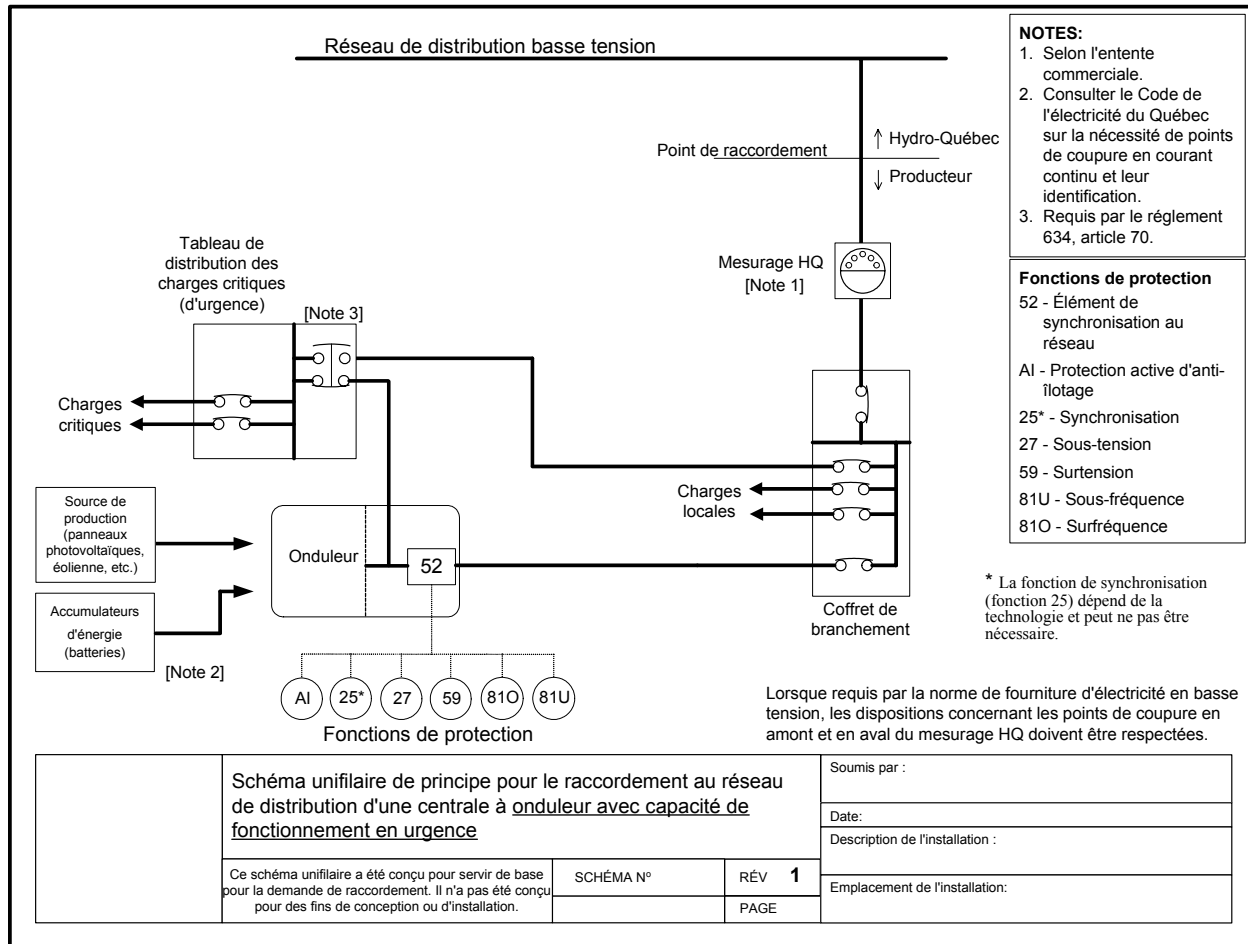 Réseau de distribution basse tension
Point de raccordement
↑ Hydro-Québec
↓ Producteur
Mesurage HQ
[Note 1]
Tableau de
distribution des
charges critiques
(d'urgence)
[Note 3]
Charges
critiques
Charges
locales
Source de
production
(panneaux
photovoltaïques,
éolienne, etc.)
Accumulateurs
d'énergie
(batteries)
[Note 2]
Onduleur
52
Coffret de
branchement
AI
25*
27
59
81O
81U
Fonctions de protection
NOTES:
1. Selon l'entente
commerciale.
2. Consulter le Code de
l'électricité du Québec
sur la nécessité de points
de coupure en courant
continu et leur
identification.
3. Requis par le réglement
634, article 70.
Fonctions de protection
52 - Élément de
synchronisation au
réseau
AI - Protection active d'anti-
îlotage
25* - Synchronisation
27 - Sous-tension
59 - Surtension
81U - Sous-fréquence
81O - Surfréquence
* La fonction de synchronisation
(fonction 25) dépend de la
technologie et peut ne pas être
nécessaire.
Lorsque requis par la norme de fourniture d'électricité en basse
tension, les dispositions concernant les points de coupure en
amont et en aval du mesurage HQ doivent être respectées.
Schéma unifilaire de principe pour le raccordement au réseau
de distribution d'une centrale à onduleur avec capacité de
fonctionnement en urgence
Ce schéma unifilaire a été conçu pour servir de base
pour la demande de raccordement. Il n'a pas été conçu
pour des fins de conception ou d'installation.
SCHÉMA Nº
RÉV 1
PAGE
Soumis par :
Date:
Description de l'installation :
Emplacement de l'installation: